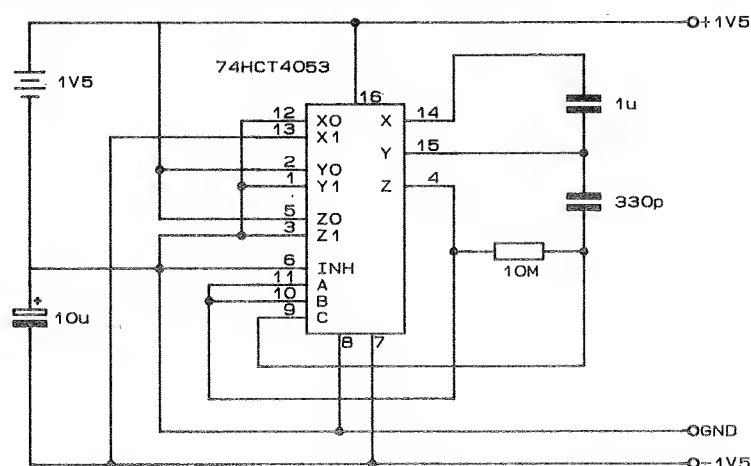 +1V5
74HCT4053
1V5
16
12 X0 X 14
13 X1
1u
Y 15
2 Y0
1 Y1
Z 4
330p
5 Z0
3 Z1
6 INH
10M
11 A
10 B
9 C
+
10u
8 7
GND
-1V5